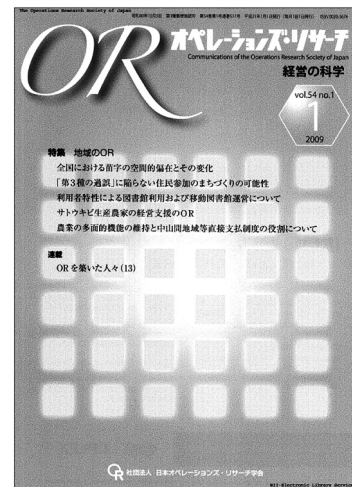 The Operations Research Society of Japan
OR
オペレーションズ・リサーチ
Communications of the Operations Research Society of Japan
経営の科学
vol.54 no.1
1
2009
特集 地域のOR
全国における苗字の空間的偏在とその変化
「第3種の過誤」に陥らない住民参加のまちづくりの可能性
利用者特性による図書館利用および移動図書館運営について
サトウキビ生産農家の経営支援のOR
農業の多面的機能の維持と中山間地域等直接支払制度の役割について
連載
ORを築いた人々(13)
社団法人 日本オペレーションズ・リサーチ学会
NII-Electronic Library Service